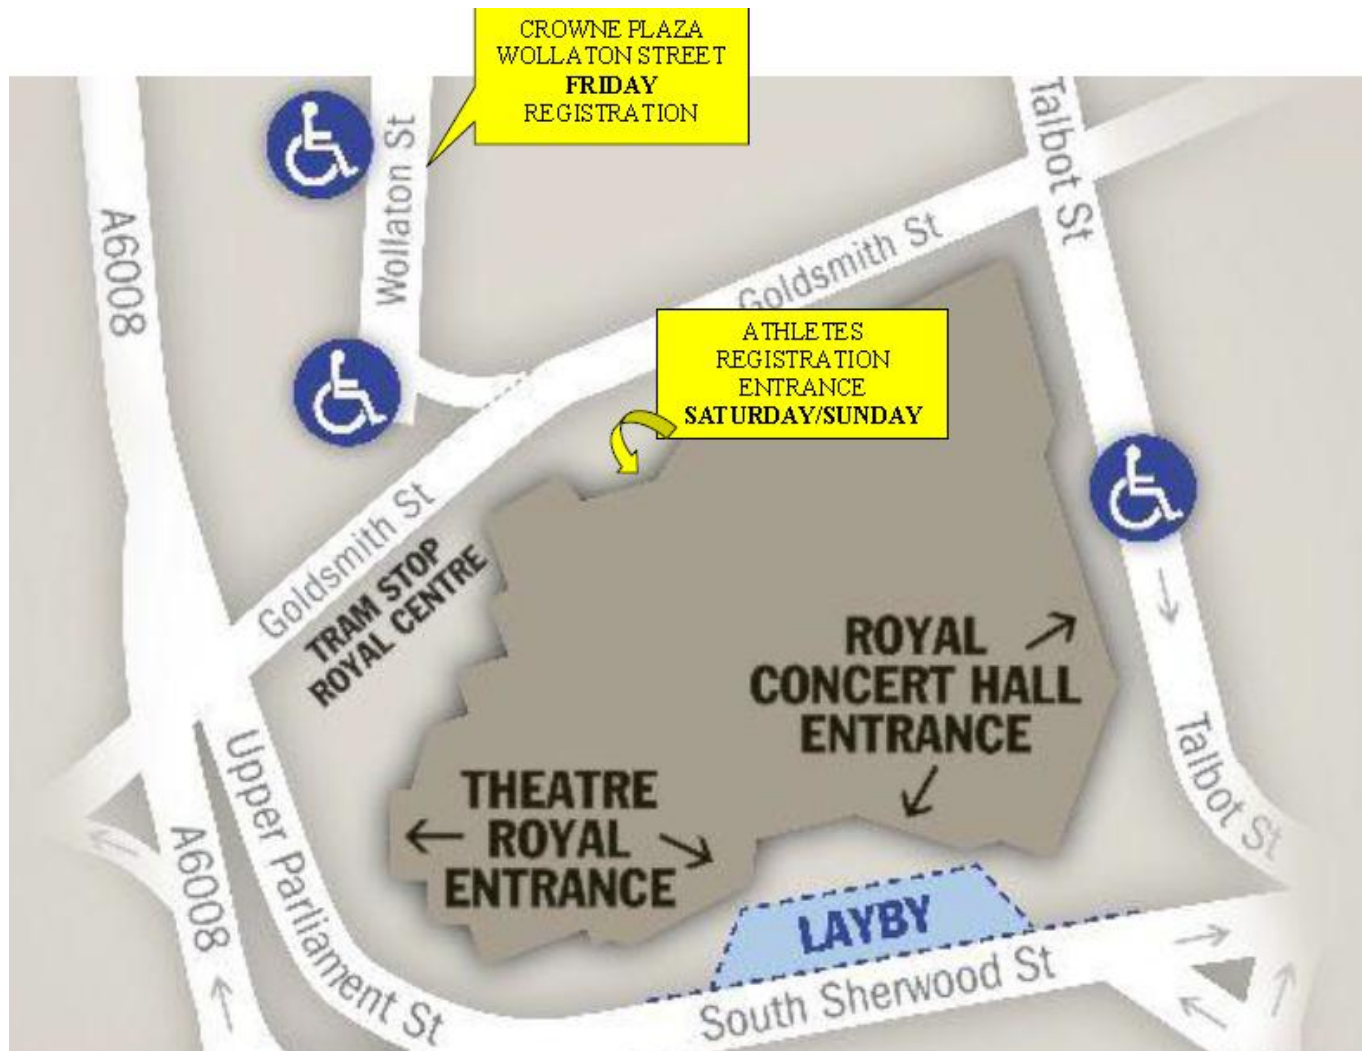 CROWNE PLAZA
WOLLATON STREET
FRIDAY
REGISTRATION
Wollaton St
Talbot St
A6008
Goldsmith St
ATHLETES
REGISTRATION
ENTRANCE
SATURDAY/SUNDAY
Goldsmith St
TRAM STOP
ROYAL CENTRE
ROYAL
CONCERT HALL
ENTRANCE
Talbot St
Upper Parliament St
THEATRE
ROYAL
ENTRANCE
A6008
LAYBY
South Sherwood St